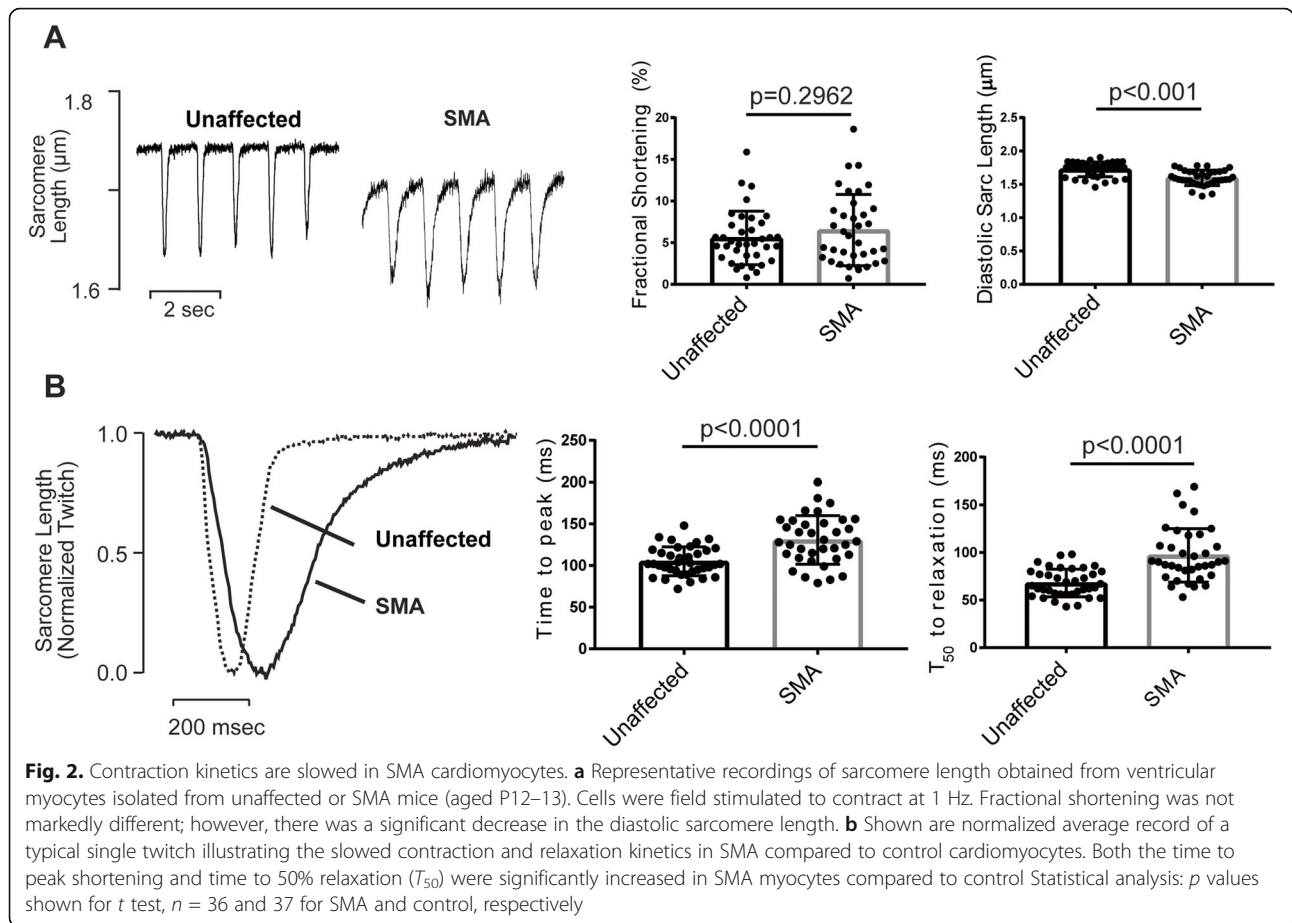 A
1.8
1.6
Sarcomere
Length (µm)
Unaffected
SMA
2 sec
Fractional Shortening (%)
20
15
10
5
0
p=0.2962
Unaffected
SMA
Diastolic Sarc Length (µm)
2.5
2.0
1.5
1.0
0.5
0.0
p<0.001
Unaffected
SMA
B
Sarcomere Length
(Normalized Twitch)
1.0
0.5
0.0
Unaffected
SMA
200 msec
Time to peak (ms)
250
200
150
100
50
0
p<0.0001
Unaffected
SMA
T50 to relaxation (ms)
200
150
100
50
0
p<0.0001
Unaffected
SMA
Fig. 2. Contraction kinetics are slowed in SMA cardiomyocytes. a Representative recordings of sarcomere length obtained from ventricular
myocytes isolated from unaffected or SMA mice (aged P12–13). Cells were field stimulated to contract at 1 Hz. Fractional shortening was not
markedly different; however, there was a significant decrease in the diastolic sarcomere length. b Shown are normalized average record of a
typical single twitch illustrating the slowed contraction and relaxation kinetics in SMA compared to control cardiomyocytes. Both the time to
peak shortening and time to 50% relaxation (T50) were significantly increased in SMA myocytes compared to control Statistical analysis: p values
shown for t test, n = 36 and 37 for SMA and control, respectively